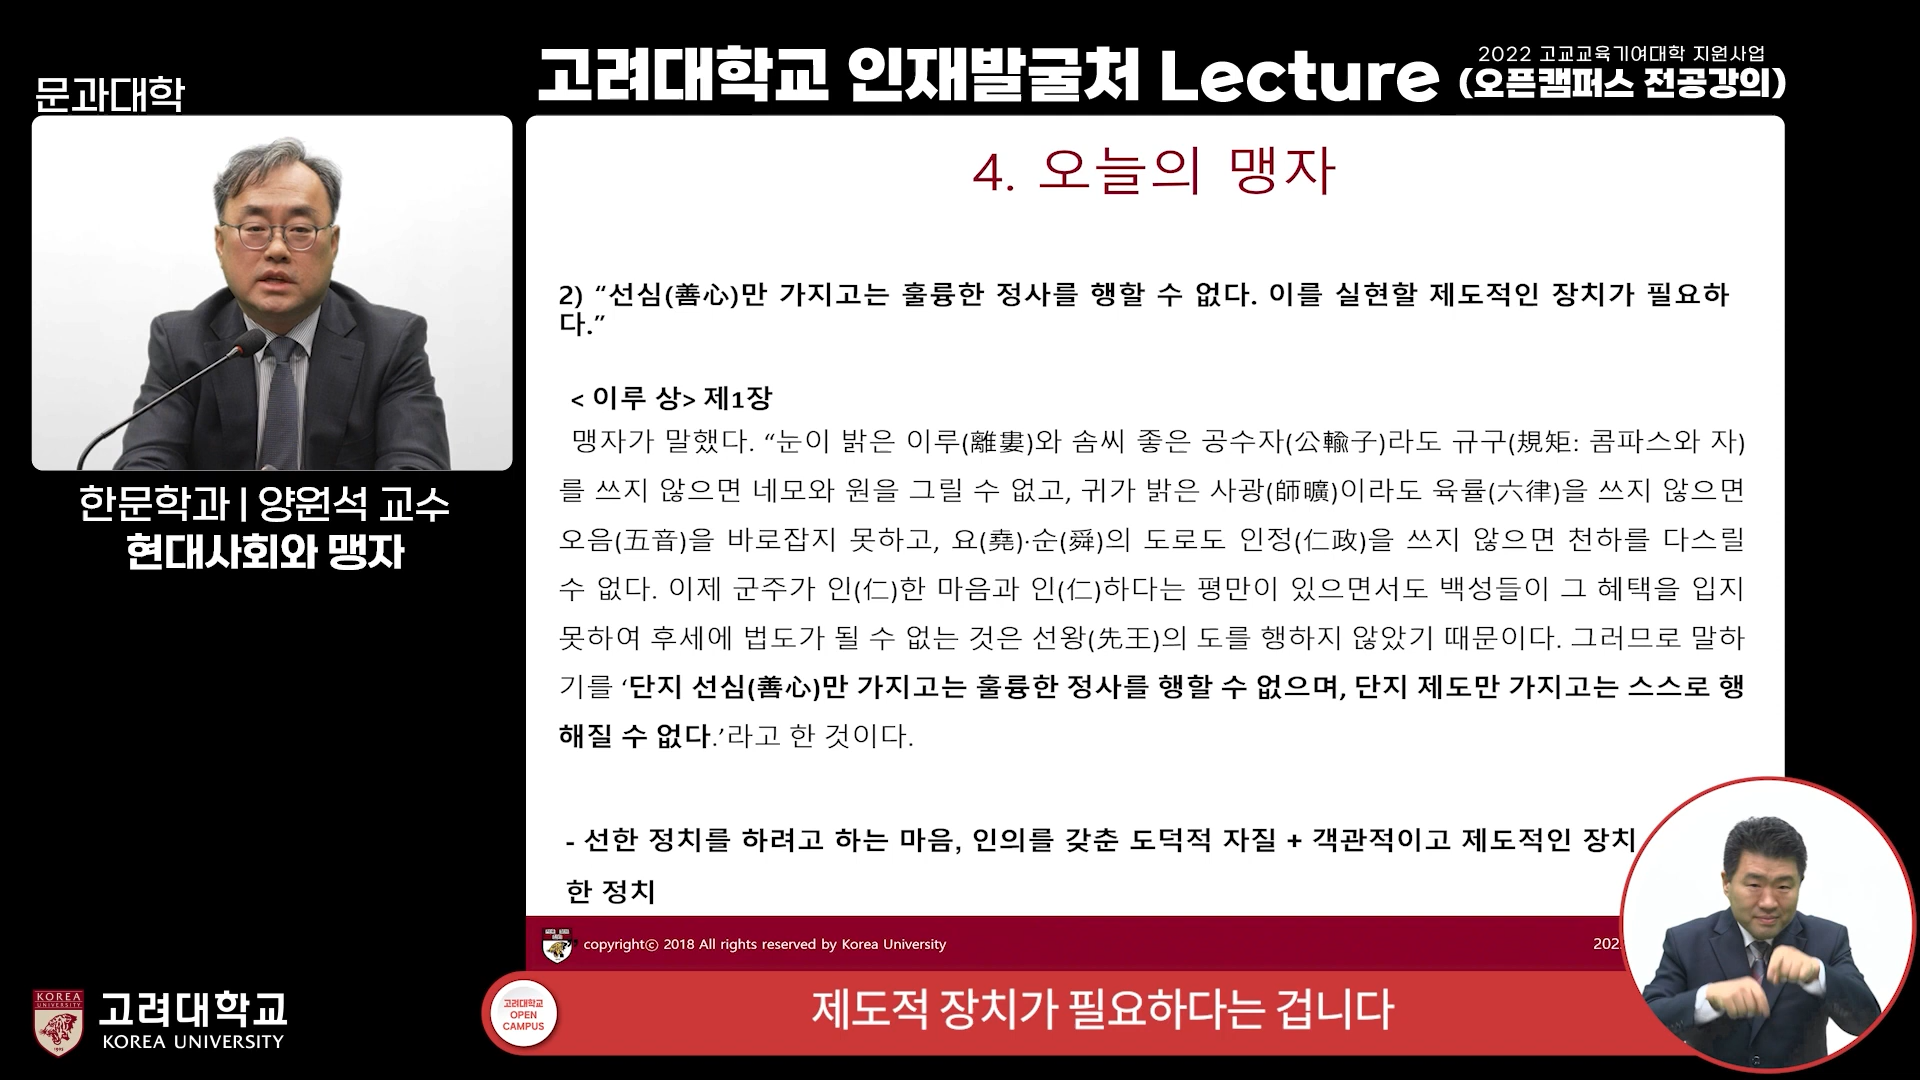 문과대학
고려대학교 인재발굴처 Lecture
2022 고교교육기여대학 지원사업
(오픈캠퍼스 전공강의)
한문학과 | 양원석 교수
현대사회와 맹자
4. 오늘의 맹자
2) “선심(善心)만 가지고는 훌륭한 정사를 행할 수 없다. 이를 실현할 제도적인 장치가 필요하
다.”
< 이루 상> 제1장
맹자가 말했다. “눈이 밝은 이루(離婁)와 솜씨 좋은 공수자(公輸子)라도 규구(規矩: 콤파스와 자)
를 쓰지 않으면 네모와 원을 그릴 수 없고, 귀가 밝은 사광(師曠)이라도 육률(六律)을 쓰지 않으면
오음(五音)을 바로잡지 못하고, 요(堯)·순(舜)의 도로도 인정(仁政)을 쓰지 않으면 천하를 다스릴
수 없다. 이제 군주가 인(仁)한 마음과 인(仁)하다는 평만이 있으면서도 백성들이 그 혜택을 입지
못하여 후세에 법도가 될 수 없는 것은 선왕(先王)의 도를 행하지 않았기 때문이다. 그러므로 말하
기를 ‘단지 선심(善心)만 가지고는 훌륭한 정사를 행할 수 없으며, 단지 제도만 가지고는 스스로 행
해질 수 없다.’라고 한 것이다.
- 선한 정치를 하려고 하는 마음, 인의를 갖춘 도덕적 자질 + 객관적이고 제도적인 장치
한 정치
copyright© 2018 All rights reserved by Korea University
202
고려대학교
OPEN
CAMPUS
제도적 장치가 필요하다는 겁니다
KOREA
UNIVERSITY
1905
고려대학교
KOREA UNIVERSITY